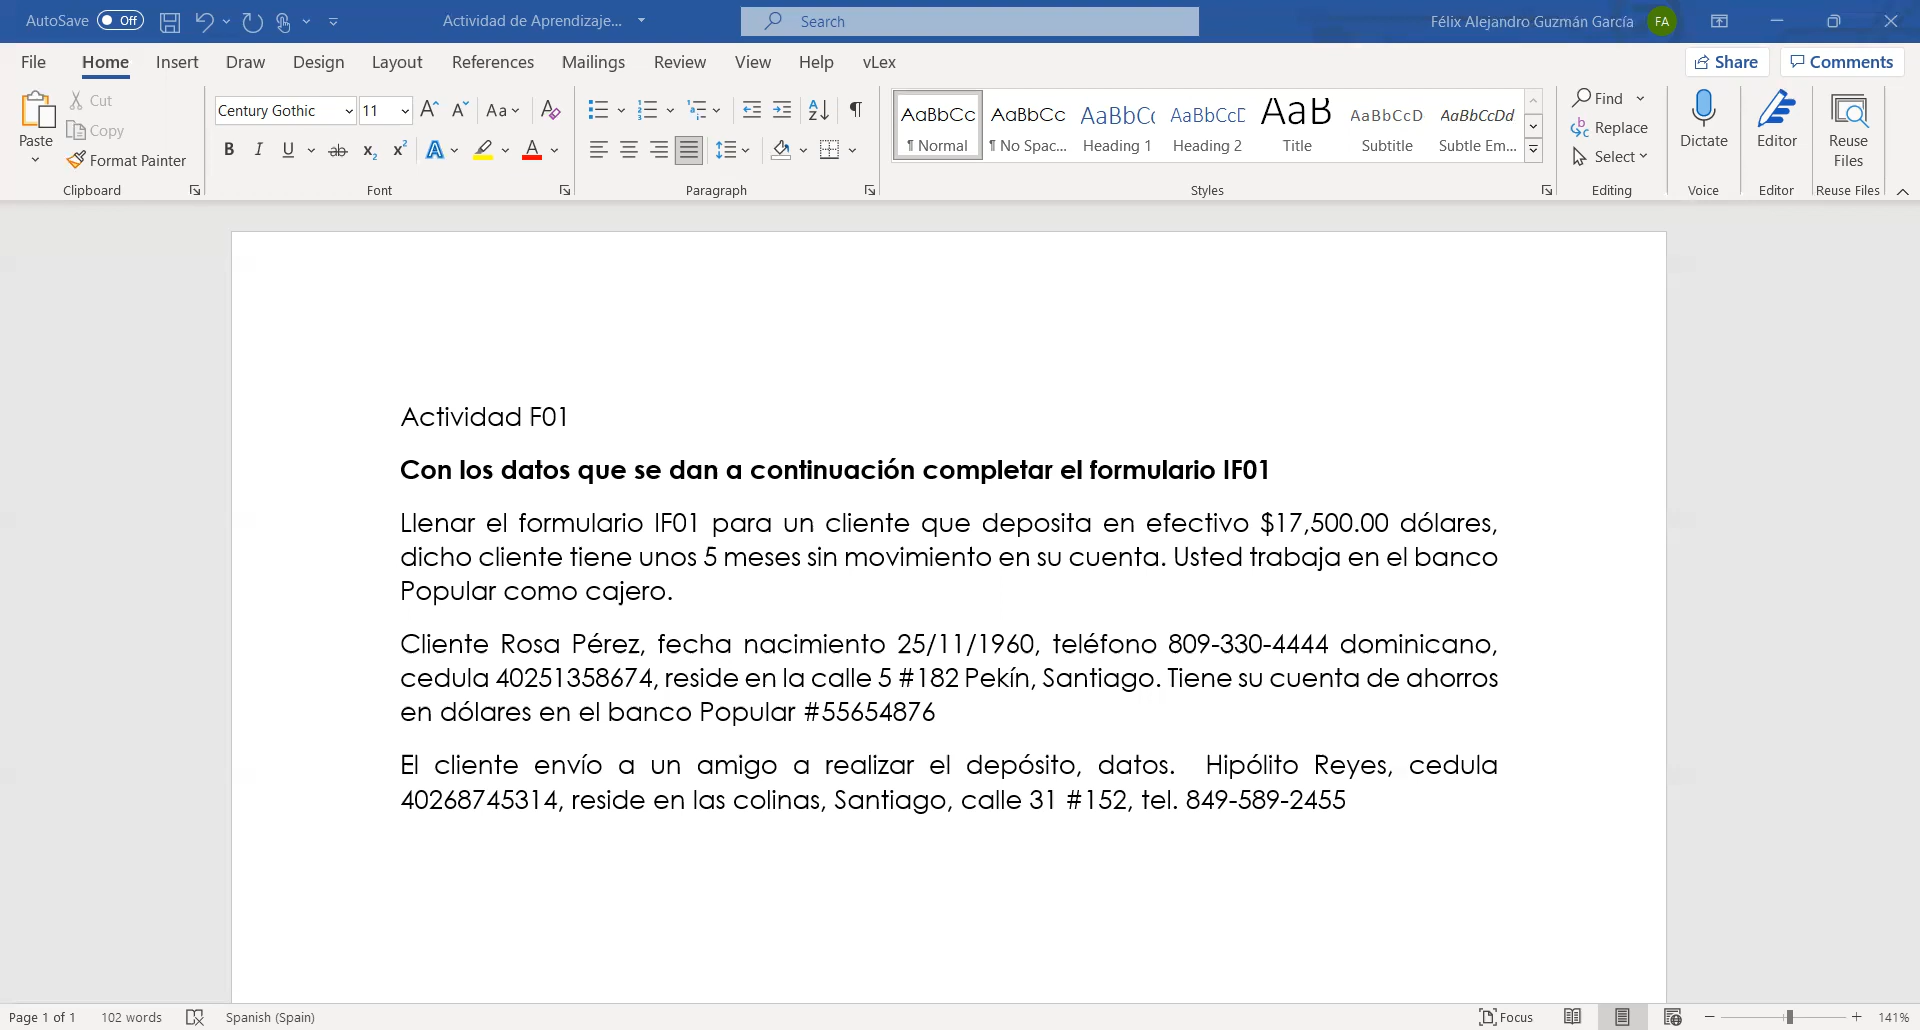 AutoSave Off Actividad de Aprendizaje... Search Félix Alejandro Guzmán García FA
File Home Insert Draw Design Layout References Mailings Review View Help vLex Share Comments
Paste Cut Copy Format Painter Clipboard
Century Gothic 11 A A Aa A
B I U ab x2 x2 A A Font
Paragraph
AaBbCc AaBbCc AaBbC AaBbCcD AaB AaBbCcD AaBbCcDd
¶ Normal ¶ No Spac... Heading 1 Heading 2 Title Subtitle Subtle Em...
Styles
Find Replace Select Editing
Dictate Voice
Editor Editor
Reuse Files Reuse Files
Actividad F01
Con los datos que se dan a continuación completar el formulario IF01
Llenar el formulario IF01 para un cliente que deposita en efectivo $17,500.00 dólares,
dicho cliente tiene unos 5 meses sin movimiento en su cuenta. Usted trabaja en el banco
Popular como cajero.
Cliente Rosa Pérez, fecha nacimiento 25/11/1960, teléfono 809-330-4444 dominicano,
cedula 40251358674, reside en la calle 5 #182 Pekín, Santiago. Tiene su cuenta de ahorros
en dólares en el banco Popular #55654876
El cliente envío a un amigo a realizar el depósito, datos. Hipólito Reyes, cedula
40268745314, reside en las colinas, Santiago, calle 31 #152, tel. 849-589-2455
Page 1 of 1 102 words Spanish (Spain) Focus 141%